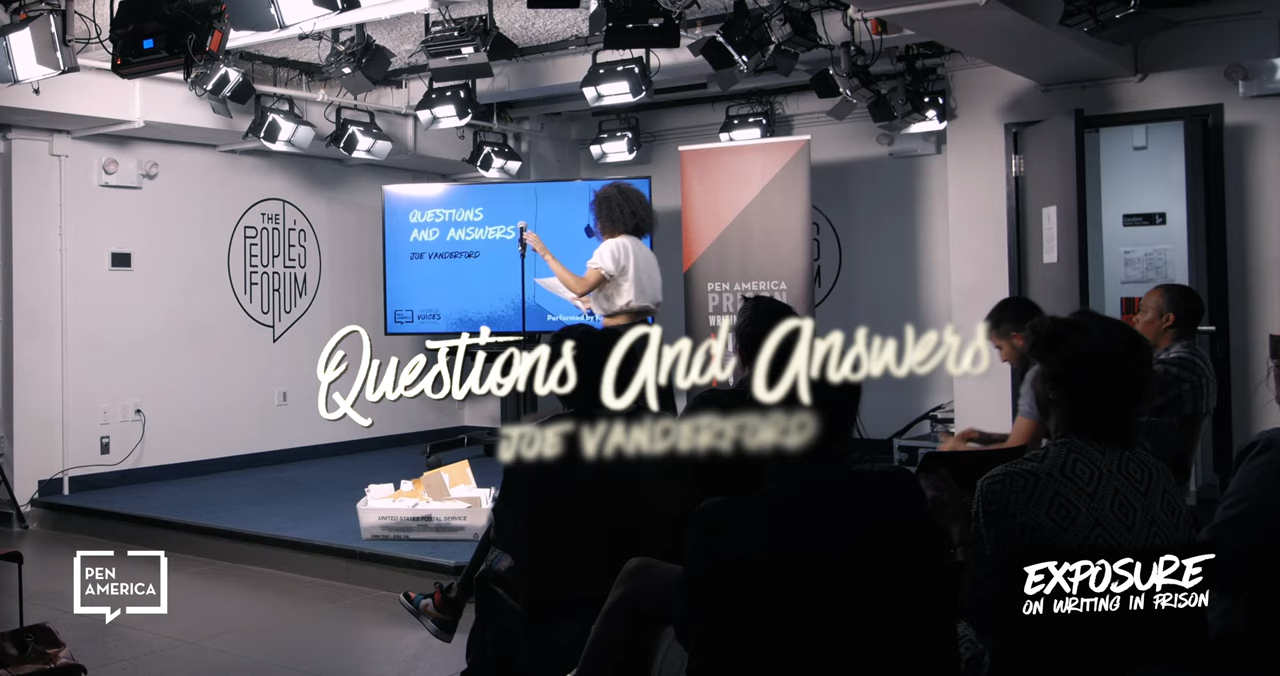 THE
PEOPLE'S
FORUM
QUESTIONS
AND ANSWERS
JOE VANDERFORD
VOICES
Performed by
PEN AMERICA
PRISON
Questions And Answers
JOE VANDERFORD
UNITED STATES POSTAL SERVICE
PEN
AMERICA
EXPOSURE
ON WRITING IN PRISON